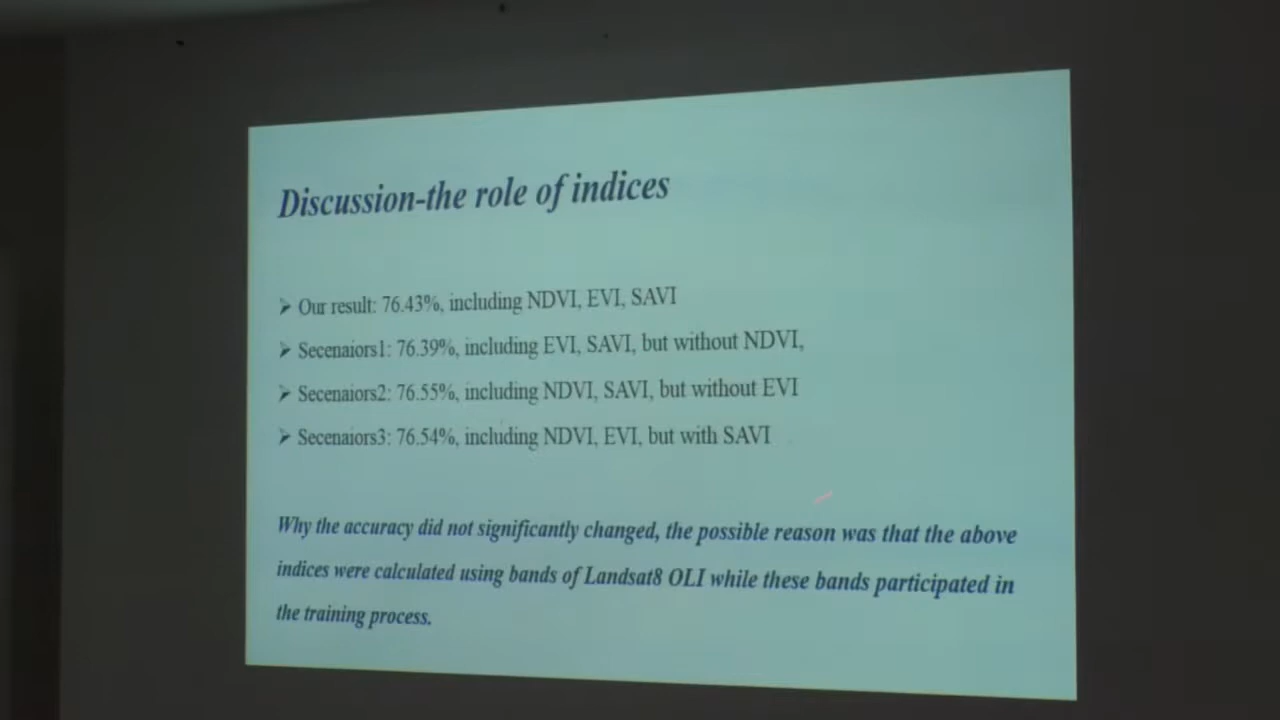 Discussion-the role of indices
➢ Our result: 76.43%, including NDVI, EVI, SAVI
➢ Secenaiors1: 76.39%, including EVI, SAVI, but without NDVI,
➢ Secenaiors2: 76.55%, including NDVI, SAVI, but without EVI
➢ Secenaiors3: 76.54%, including NDVI, EVI, but with SAVI
Why the accuracy did not significantly changed, the possible reason was that the above
indices were calculated using bands of Landsat8 OLI while these bands participated in
the training process.